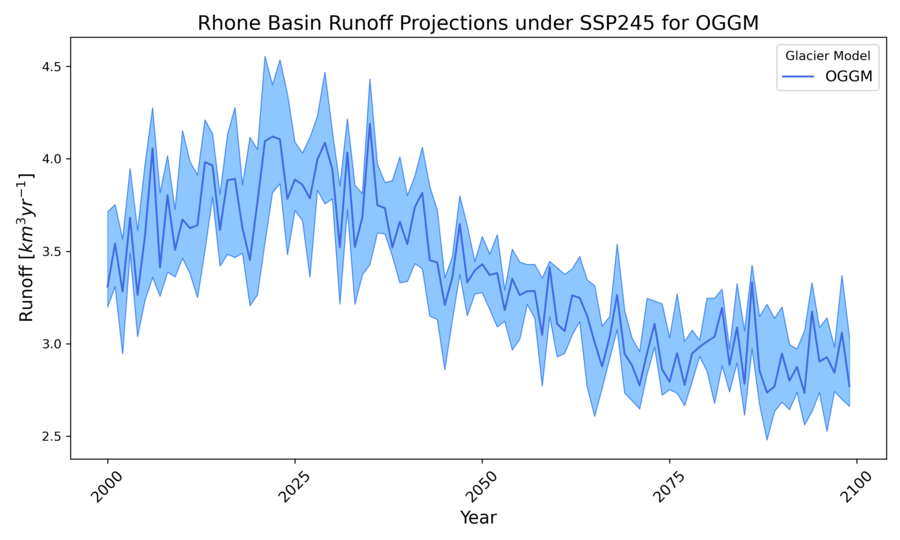 Rhone Basin Runoff Projections under SSP245 for OGGM
Glacier Model
OGGM
Runoff [km³yr⁻¹]
4.5
4.0
3.5
3.0
2.5
2000
2025
2050
2075
2100
Year